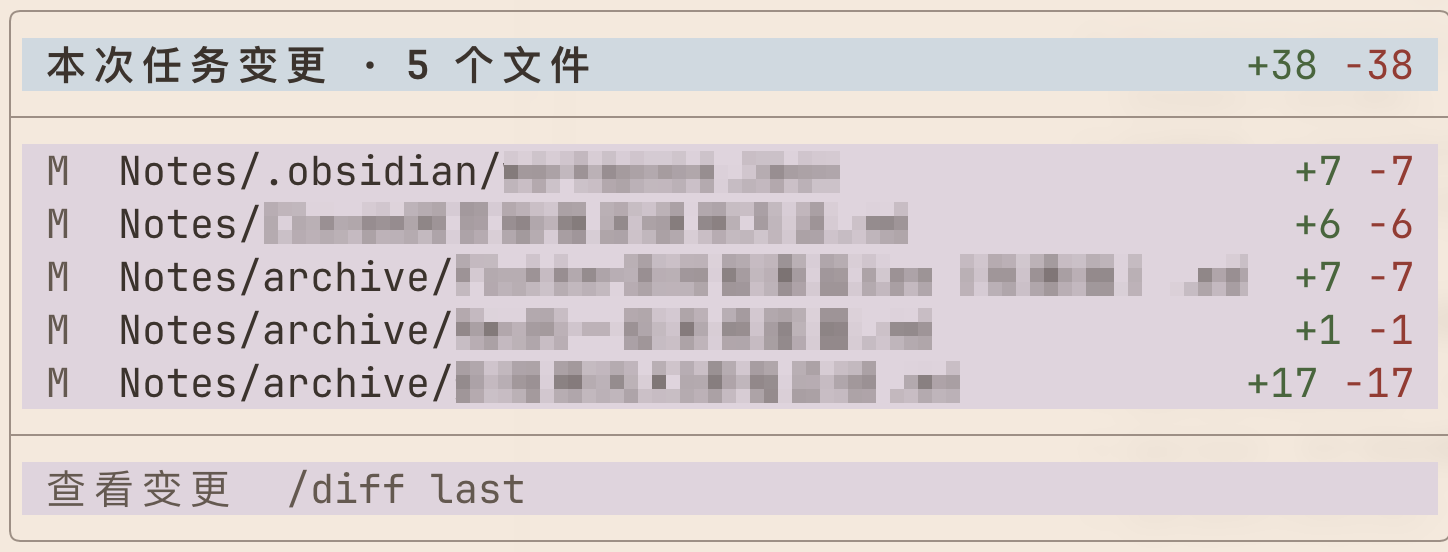 本次任务变更 · 5 个文件 +38 -38
M Notes/.obsidian/ +7 -7
M Notes/ +6 -6
M Notes/archive/ +7 -7
M Notes/archive/ +1 -1
M Notes/archive/ +17 -17
查看变更 /diff last